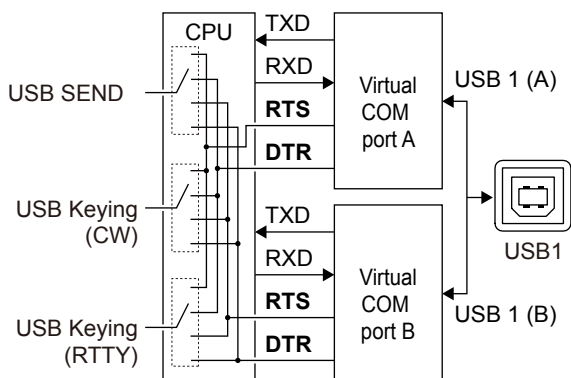 CPU
TXD
RXD
RTS
DTR
Virtual
COM
port A
USB 1 (A)
USB SEND
USB Keying
(CW)
USB1
TXD
RXD
RTS
DTR
Virtual
COM
port B
USB 1 (B)
USB Keying
(RTTY)